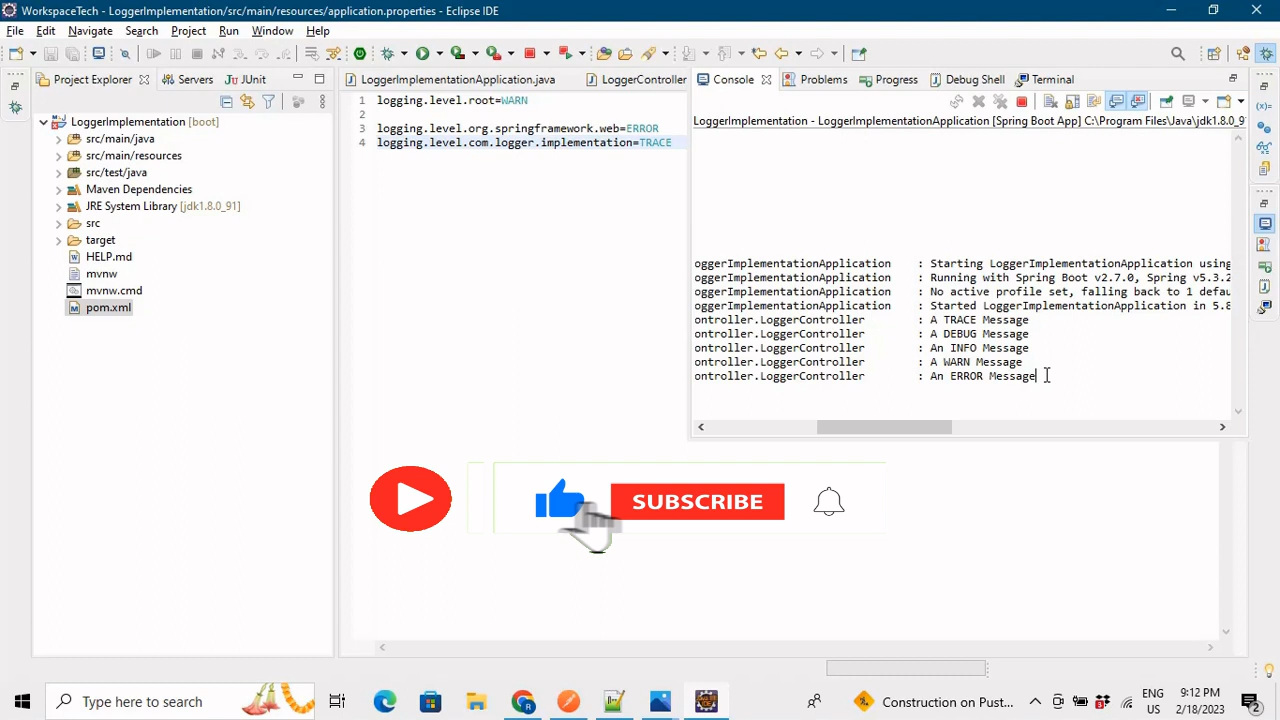 WorkspaceTech - LoggerImplementation/src/main/resources/application.properties - Eclipse IDE
File Edit Navigate Search Project Run Window Help
Project Explorer
Servers
JUnit
LoggerImplementationApplication.java
LoggerController
Console
Problems
Progress
Debug Shell
Terminal
LoggerImplementation [boot]
src/main/java
src/main/resources
src/test/java
Maven Dependencies
JRE System Library [jdk1.8.0_91]
src
target
HELP.md
mvnw
mvnw.cmd
pom.xml
1 logging.level.root=WARN
2
3 logging.level.org.springframework.web=ERROR
4 logging.level.com.logger.implementation=TRACE
LoggerImplementation - LoggerImplementationApplication [Spring Boot App] C:\Program Files\Java\jdk1.8.0_91
oggerImplementationApplication : Starting LoggerImplementationApplication using
oggerImplementationApplication : Running with Spring Boot v2.7.0, Spring v5.3.2
oggerImplementationApplication : No active profile set, falling back to 1 defau
oggerImplementationApplication : Started LoggerImplementationApplication in 5.8
ontroller.LoggerController : A TRACE Message
ontroller.LoggerController : A DEBUG Message
ontroller.LoggerController : An INFO Message
ontroller.LoggerController : A WARN Message
ontroller.LoggerController : An ERROR Message
SUBSCRIBE
Type here to search
Construction on Pust...
ENG
US
9:12 PM
2/18/2023
2